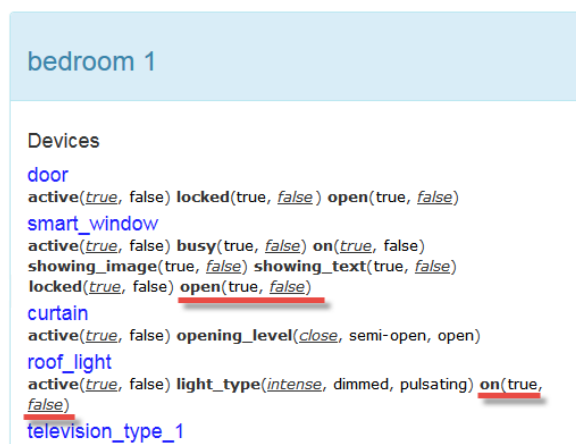 bedroom 1
Devices
door
active(true, false) locked(true, false) open(true, false)
smart_window
active(true, false) busy(true, false) on(true, false)
showing_image(true, false) showing_text(true, false)
locked(true, false) open(true, false)
curtain
active(true, false) opening_level(close, semi-open, open)
roof_light
active(true, false) light_type(intense, dimmed, pulsating) on(true,
false)
television_type_1